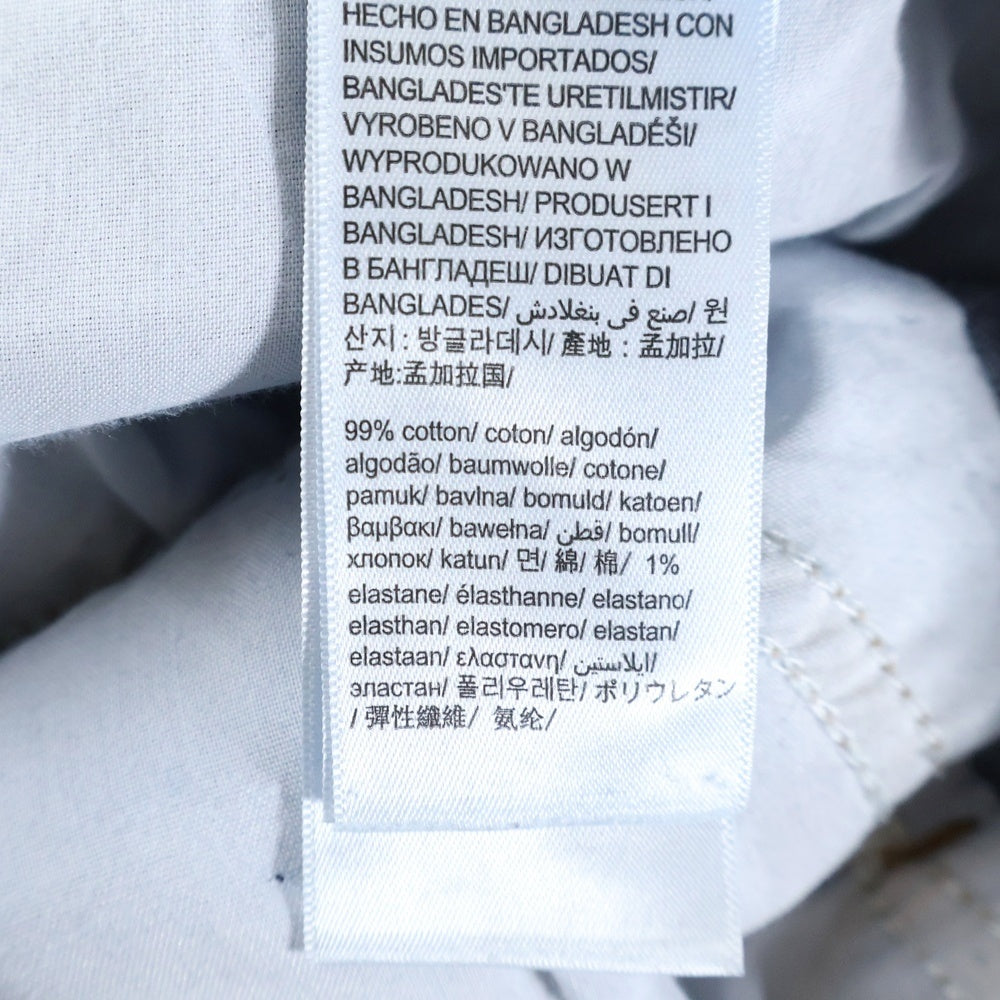 HECHO EN BANGLADESH CON
INSUMOS IMPORTADOS/
BANGLADES'TE URETILMISTIR/
VYROBENO V BANGLADÉŠI/
WYPRODUKOWANO W
BANGLADESH/ PRODUSERT I
BANGLADESH/ ИЗГОТОВЛЕНО
В БАНГЛАДЕШ/ DIBUAT DI
BANGLADES/ صنع في بنغلادش/ 원
산지 : 방글라데시/ 產地 : 孟加拉/
产地:孟加拉国/
99% cotton/ coton/ algodón/
algodão/ baumwolle/ cotone/
pamuk/ bavlna/ bomuld/ katoen/
βαμβακι/ bawełna/ قطن/ bomull/
хлопок/ katun/ 면/ 綿/ 棉/ 1%
elastane/ élasthanne/ elastano/
elasthan/ elastomero/ elastan/
elastaan/ ελαστανη/ ايلاستين/
эластан/ 폴리우레탄/ ポリウレタン
/ 彈性纖維/ 氨纶/